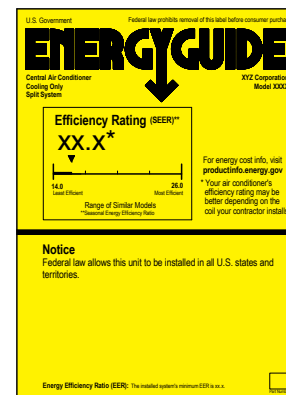 U.S. Government
Federal law prohibits removal of this label before consumer purcha
ENERGYGUIDE
Central Air Conditioner
Cooling Only
Split System
XYZ Corporation
Model XXXX
Efficiency Rating (SEER)**
XX.X*
14.0
26.0
Least Efficient
Most Efficient
Range of Similar Models
**Seasonal Energy Efficiency Ratio
For energy cost info, visit
productinfo.energy.gov
* Your air conditioner's
efficiency rating may be
better depending on the
coil your contractor installs
Notice
Federal law allows this unit to be installed in all U.S. states and
territories.
Energy Efficiency Ratio (EER): The installed system's minimum EER is xx.x.